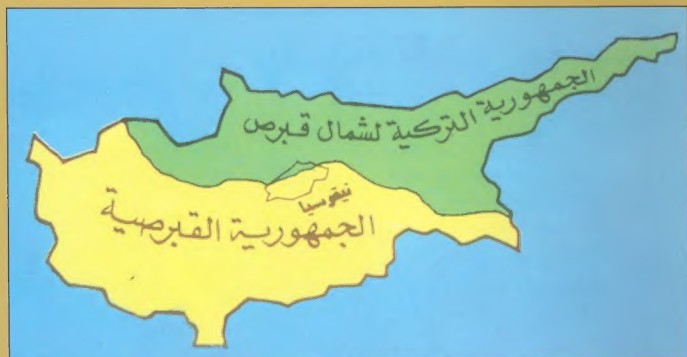 الجمهورية التركية لشمال قبرص
نيقوسيا
الجمهورية القبرصية